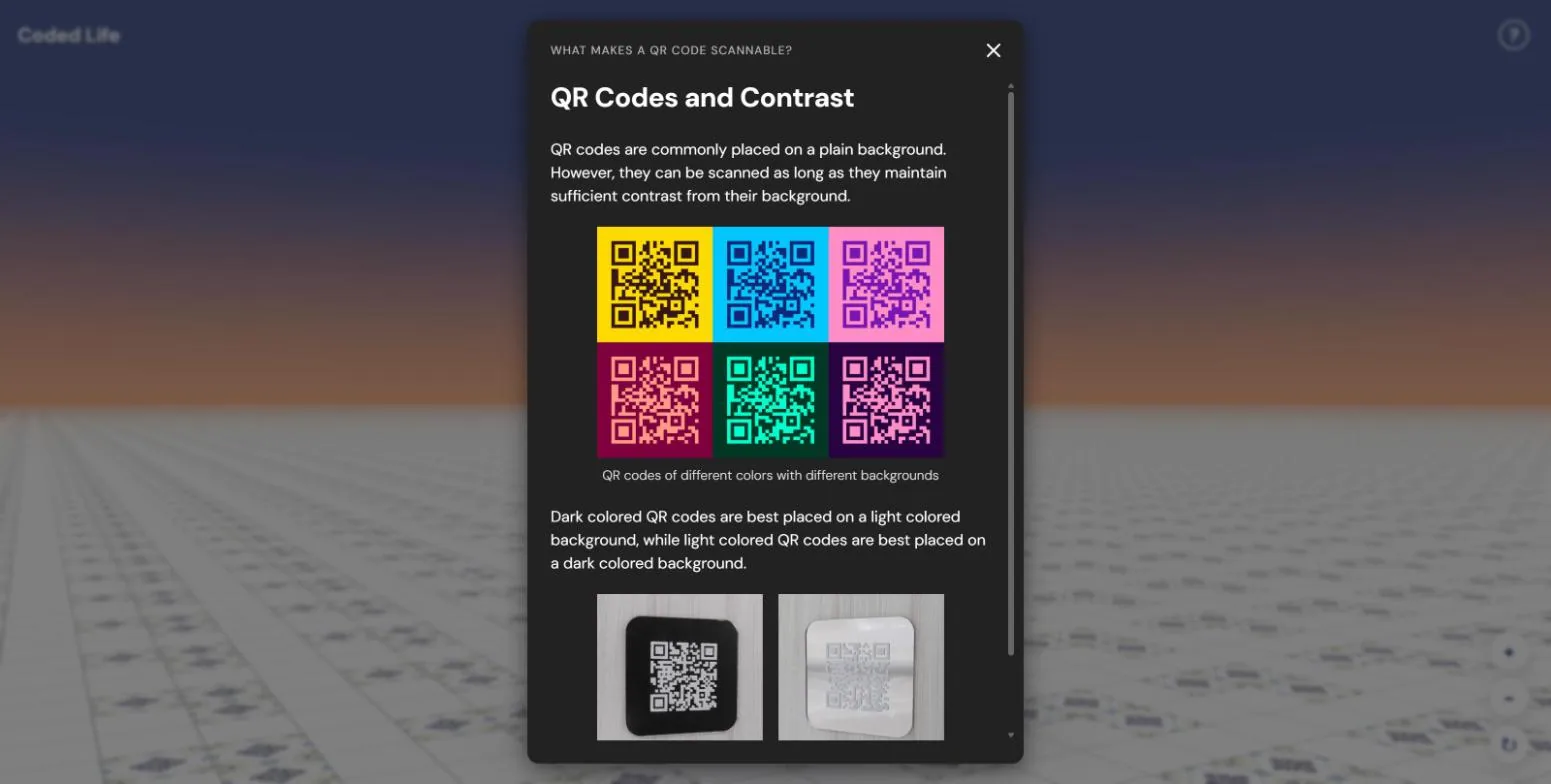 Coded Life
?
WHAT MAKES A QR CODE SCANNABLE?
QR Codes and Contrast
QR codes are commonly placed on a plain background.
However, they can be scanned as long as they maintain
sufficient contrast from their background.
QR codes of different colors with different backgrounds
Dark colored QR codes are best placed on a light colored
background, while light colored QR codes are best placed on
a dark colored background.